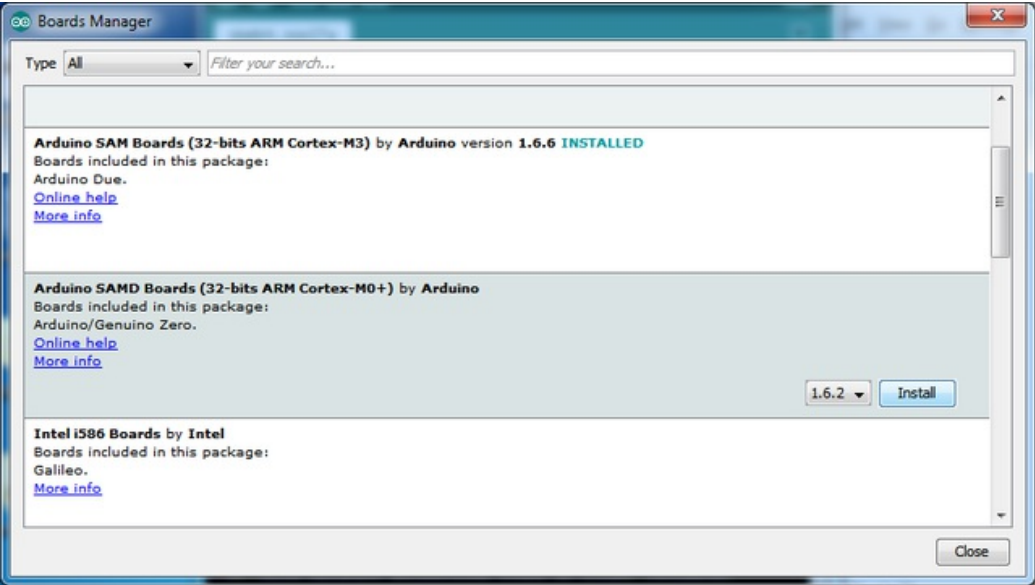 Boards Manager
Type All Filter your search...
Arduino SAM Boards (32-bits ARM Cortex-M3) by Arduino version 1.6.6 INSTALLED
Boards included in this package:
Arduino Due.
Online help
More info
Arduino SAMD Boards (32-bits ARM Cortex-M0+) by Arduino
Boards included in this package:
Arduino/Genuino Zero.
Online help
More info
1.6.2 Install
Intel i586 Boards by Intel
Boards included in this package:
Galileo.
More info
Close